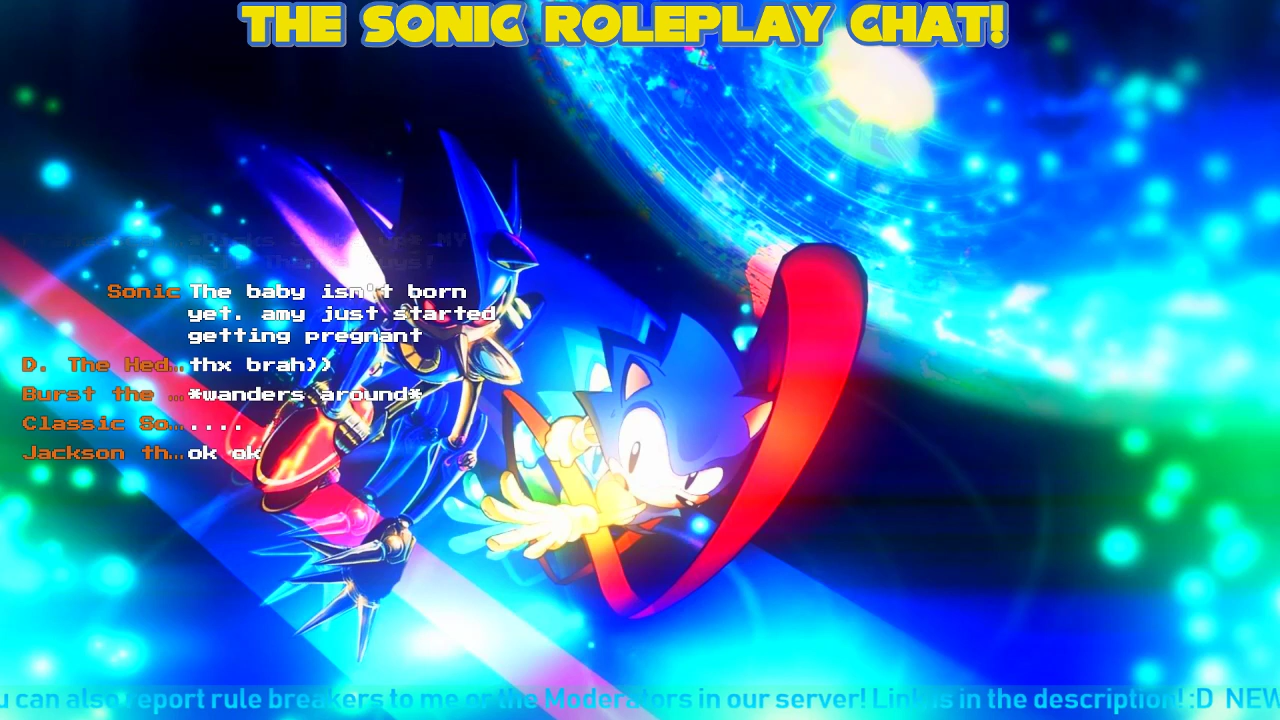 THE SONIC ROLEPLAY CHAT!
MY
Sonic The baby isn't born
yet. amy just started
getting pregnant
D. The Hed... thx brah))
Burst the ... *wanders around*
Classic So... ....
Jackson th... ok ok
u can also report rule breakers to me or the Moderators in our server! Link is in the description! :D NEW